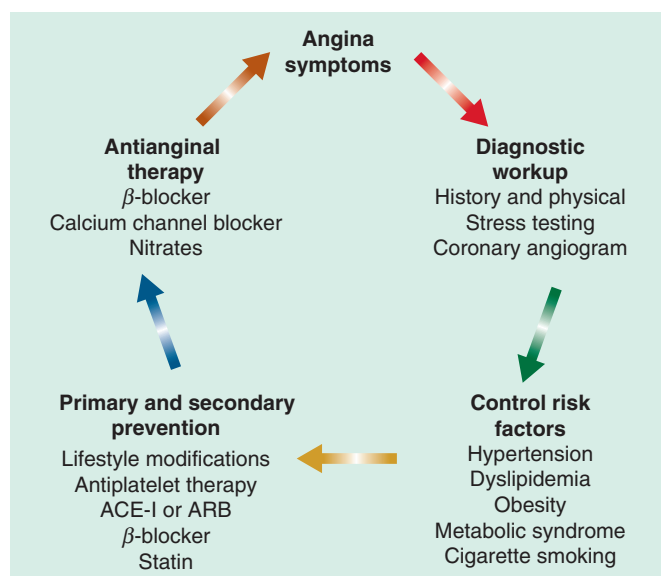 Angina
symptoms
Diagnostic
workup
History and physical
Stress testing
Coronary angiogram
Control risk
factors
Hypertension
Dyslipidemia
Obesity
Metabolic syndrome
Cigarette smoking
Primary and secondary
prevention
Lifestyle modifications
Antiplatelet therapy
ACE-I or ARB
β-blocker
Statin
Antianginal
therapy
β-blocker
Calcium channel blocker
Nitrates